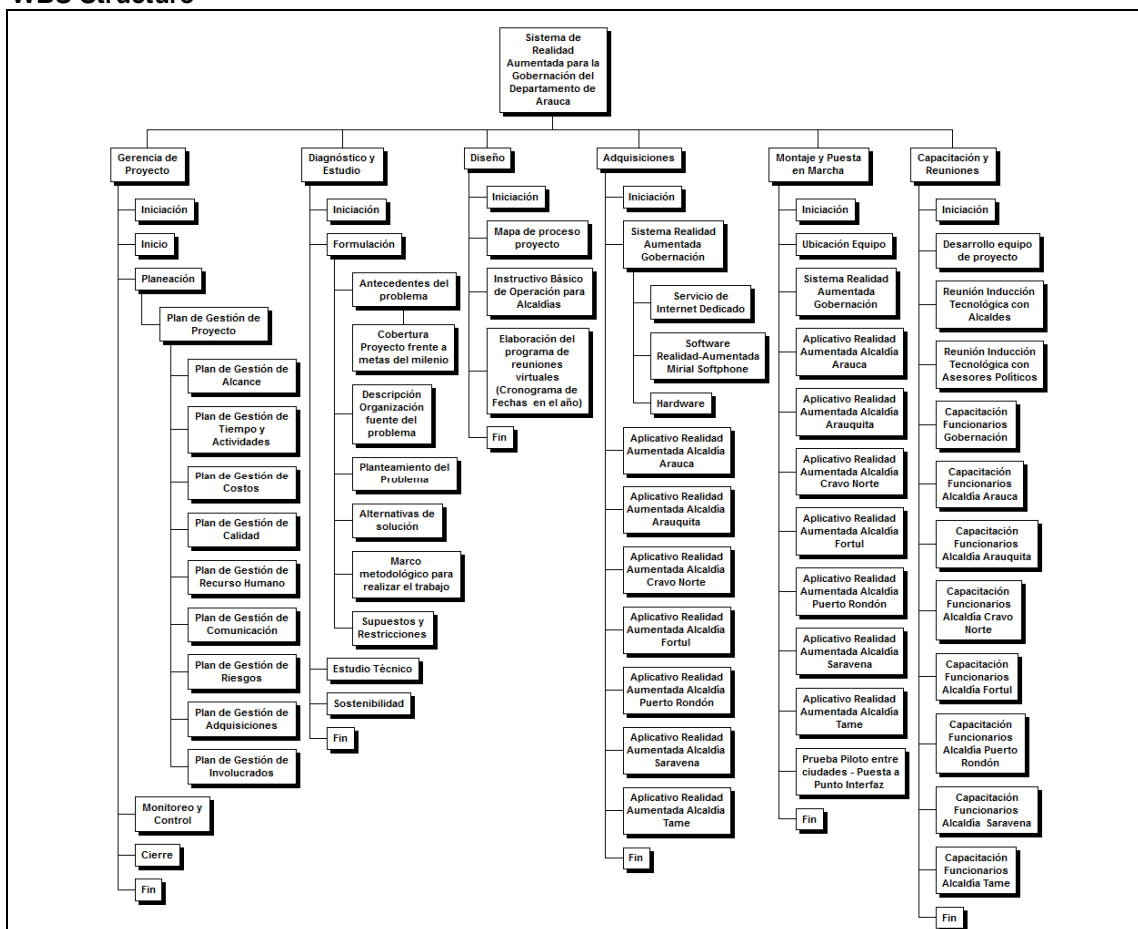 WBS Structure
Sistema de
Realidad
Aumentada para la
Gobernación del
Departamento de
Arauca
Gerencia de
Proyecto
Iniciación
Inicio
Planeación
Plan de Gestión de
Proyecto
Plan de Gestión de
Alcance
Plan de Gestión de
Tiempo y
Actividades
Plan de Gestión de
Costos
Plan de Gestión de
Calidad
Plan de Gestión de
Recurso Humano
Plan de Gestión de
Comunicación
Plan de Gestión de
Riesgos
Plan de Gestión de
Adquisiciones
Plan de Gestión de
Involucrados
Monitoreo y
Control
Cierre
Fin
Diagnóstico y
Estudio
Iniciación
Formulación
Antecedentes del
problema
Cobertura
Proyecto frente a
metas del milenio
Descripción
Organización
fuente del
problema
Planteamiento del
Problema
Alternativas de
solución
Marco
metodológico para
realizar el trabajo
Supuestos y
Restricciones
Estudio Técnico
Sostenibilidad
Fin
Diseño
Iniciación
Mapa de proceso
proyecto
Instructivo Básico
de Operación para
Alcaldías
Elaboración del
programa de
reuniones
virtuales
(Cronograma de
Fechas en el año)
Fin
Adquisiciones
Iniciación
Sistema Realidad
Aumentada
Gobernación
Servicio de
Internet Dedicado
Software
Realidad-Aumentada
Mirial Softphone
Hardware
Aplicativo Realidad
Aumentada Alcaldía
Arauca
Aplicativo Realidad
Aumentada Alcaldía
Arauquita
Aplicativo Realidad
Aumentada Alcaldía
Cravo Norte
Aplicativo Realidad
Aumentada Alcaldía
Fortul
Aplicativo Realidad
Aumentada Alcaldía
Puerto Rondón
Aplicativo Realidad
Aumentada Alcaldía
Saravena
Aplicativo Realidad
Aumentada Alcaldía
Tame
Fin
Montaje y Puesta
en Marcha
Iniciación
Ubicación Equipo
Sistema Realidad
Aumentada
Gobernación
Aplicativo Realidad
Aumentada Alcaldía
Arauca
Aplicativo Realidad
Aumentada Alcaldía
Arauquita
Aplicativo Realidad
Aumentada Alcaldía
Cravo Norte
Aplicativo Realidad
Aumentada Alcaldía
Fortul
Aplicativo Realidad
Aumentada Alcaldía
Puerto Rondón
Aplicativo Realidad
Aumentada Alcaldía
Saravena
Aplicativo Realidad
Aumentada Alcaldía
Tame
Prueba Piloto entre
ciudades - Puesta a
Punto Interfaz
Fin
Capacitación y
Reuniones
Iniciación
Desarrollo equipo
de proyecto
Reunión Inducción
Tecnológica con
Alcaldes
Reunión Inducción
Tecnológica con
Asesores Políticos
Capacitación
Funcionarios
Gobernación
Capacitación
Funcionarios
Alcaldía Arauca
Capacitación
Funcionarios
Alcaldía Arauquita
Capacitación
Funcionarios
Alcaldía Cravo
Norte
Capacitación
Funcionarios
Alcaldía Fortul
Capacitación
Funcionarios
Alcaldía Puerto
Rondón
Capacitación
Funcionarios
Alcaldía Saravena
Capacitación
Funcionarios
Alcaldía Tame
Fin